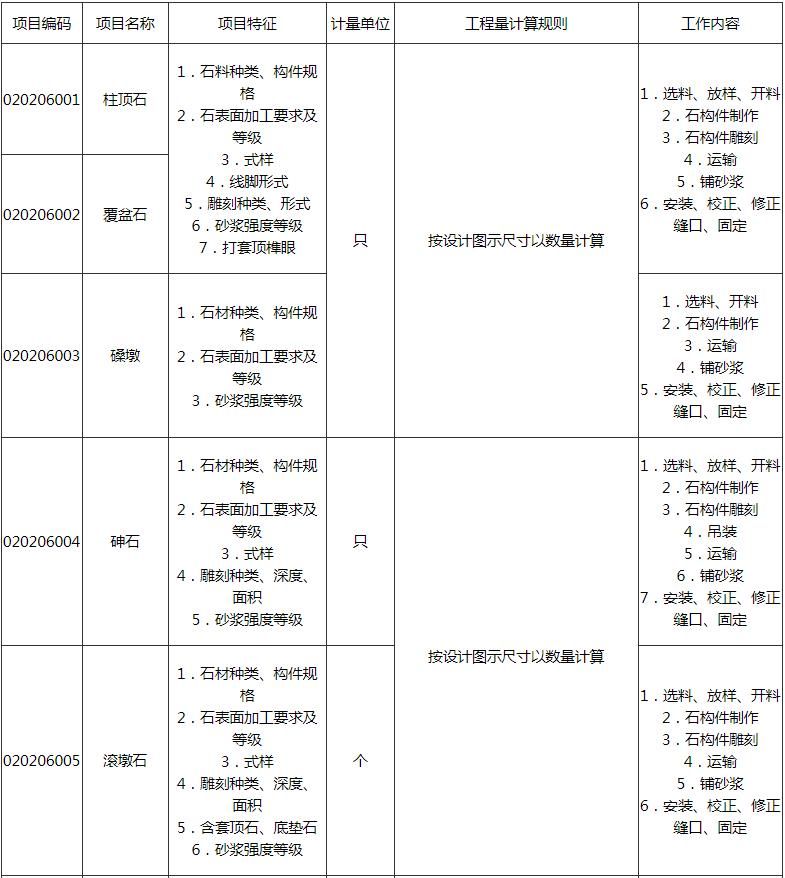 项目编码 项目名称 项目特征 计量单位 工程量计算规则 工作内容
020206001
柱顶石
020206002
覆盆石
1．石料种类、构件规
格
2．石表面加工要求及
等级
3．式样
4．线脚形式
5．雕刻种类、形式
6．砂浆强度等级
7．打套顶榫眼
只
按设计图示尺寸以数量计算
1．选料、放样、开料
2．石构件制作
3．石构件雕刻
4．运输
5．铺砂浆
6．安装、校正、修正
缝口、固定
020206003
磉墩
1．石材种类、构件规
格
2．石表面加工要求及
等级
3．砂浆强度等级
1．选料、开料
2．石构件制作
3．运输
4．铺砂浆
5．安装、校正、修正
缝口、固定
020206004
砷石
1．石材种类、构件规
格
2．石表面加工要求及
等级
3．式样
4．雕刻种类、深度、
面积
5．砂浆强度等级
只
按设计图示尺寸以数量计算
1．选料、放样、开料
2．石构件制作
3．石构件雕刻
4．吊装
5．运输
6．铺砂浆
7．安装、校正、修正
缝口、固定
020206005
滚墩石
1．石材种类、构件规
格
2．石表面加工要求及
等级
3．式样
4．雕刻种类、深度、
面积
5．含套顶石、底垫石
6．砂浆强度等级
个
1．选料、放样、开料
2．石构件制作
3．石构件雕刻
4．运输
5．铺砂浆
6．安装、校正、修正
缝口、固定